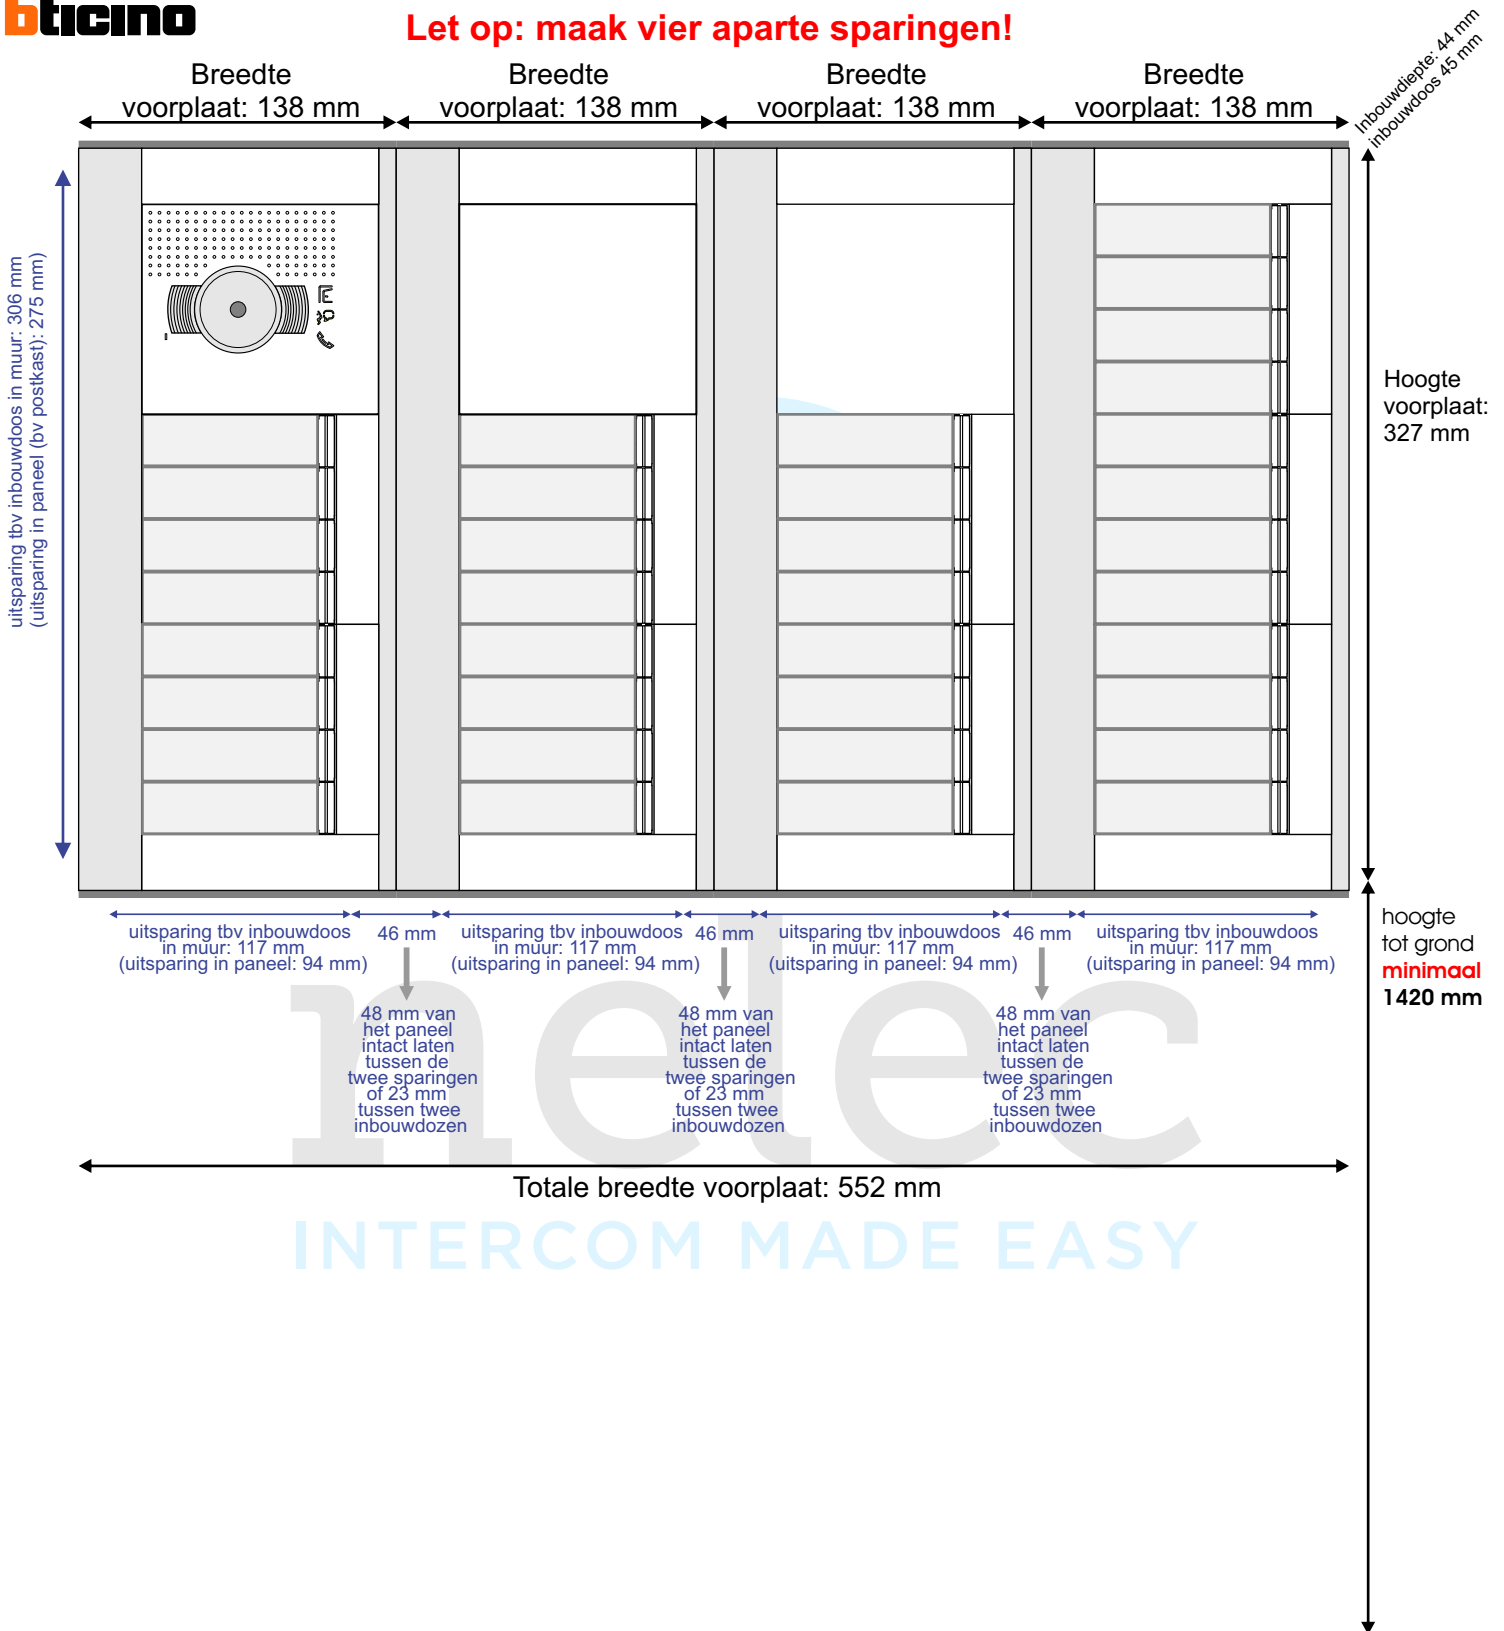 bticino
Let op: maak vier aparte sparingen!
Inbouwdiepte: 44 mm
inbouwdoos 45 mm
Breedte
voorplaat: 138 mm
Breedte
voorplaat: 138 mm
Breedte
voorplaat: 138 mm
Breedte
voorplaat: 138 mm
uitsparing tbv inbouwdoos in muur: 306 mm
(uitsparing in paneel (bv postkast): 275 mm)
Hoogte
voorplaat:
327 mm
uitsparing tbv inbouwdoos
in muur: 117 mm
(uitsparing in paneel: 94 mm)
46 mm
uitsparing tbv inbouwdoos
in muur: 117 mm
(uitsparing in paneel: 94 mm)
46 mm
uitsparing tbv inbouwdoos
in muur: 117 mm
(uitsparing in paneel: 94 mm)
46 mm
uitsparing tbv inbouwdoos
in muur: 117 mm
(uitsparing in paneel: 94 mm)
hoogte
tot grond
minimaal
1420 mm
48 mm van
het paneel
intact laten
tussen de
twee sparingen
of 23 mm
tussen twee
inbouwdozen
48 mm van
het paneel
intact laten
tussen de
twee sparingen
of 23 mm
tussen twee
inbouwdozen
48 mm van
het paneel
intact laten
tussen de
twee sparingen
of 23 mm
tussen twee
inbouwdozen
nelec
Totale breedte voorplaat: 552 mm
INTERCOM MADE EASY